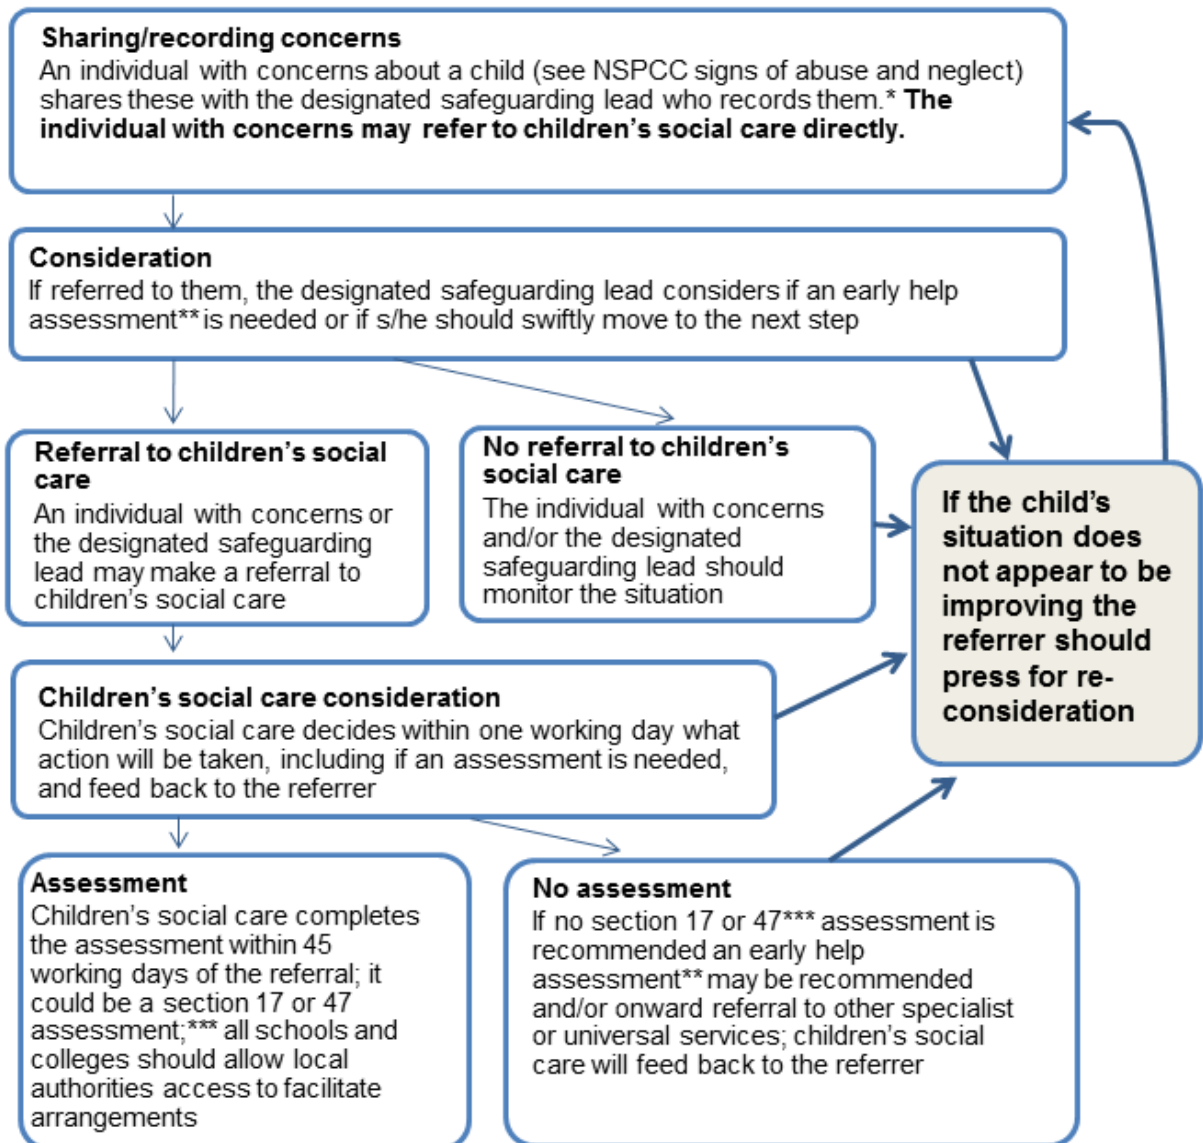 Sharing/recording concerns
An individual with concerns about a child (see NSPCC signs of abuse and neglect)
shares these with the designated safeguarding lead who records them.* The
individual with concerns may refer to children's social care directly.
Consideration
If referred to them, the designated safeguarding lead considers if an early help
assessment** is needed or if s/he should swiftly move to the next step
Referral to children's social
care
An individual with concerns or
the designated safeguarding
lead may make a referral to
children's social care
No referral to children's
social care
The individual with concerns
and/or the designated
safeguarding lead should
monitor the situation
If the child's
situation does
not appear to be
improving the
referrer should
press for re-
consideration
Children's social care consideration
Children's social care decides within one working day what
action will be taken, including if an assessment is needed,
and feed back to the referrer
Assessment
Children's social care completes
the assessment within 45
working days of the referral; it
could be a section 17 or 47
assessment;*** all schools and
colleges should allow local
authorities access to facilitate
arrangements
No assessment
If no section 17 or 47*** assessment is
recommended an early help
assessment** may be recommended
and/or onward referral to other specialist
or universal services; children's social
care will feed back to the referrer